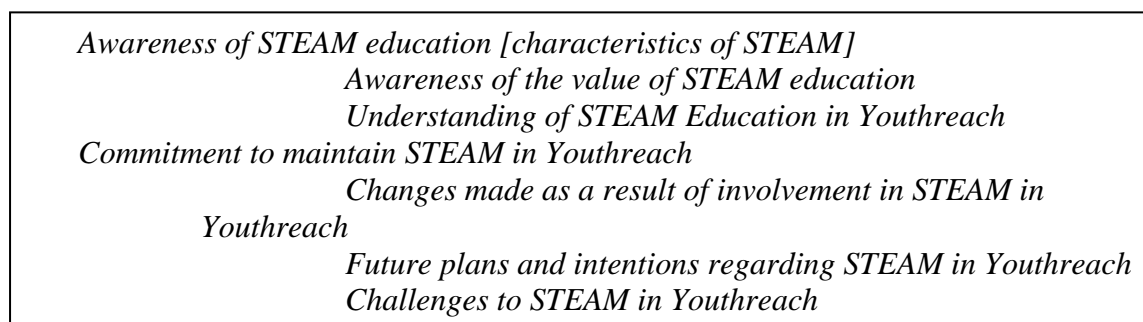 Awareness of STEAM education [characteristics of STEAM]
Awareness of the value of STEAM education
Understanding of STEAM Education in Youthreach
Commitment to maintain STEAM in Youthreach
Changes made as a result of involvement in STEAM in
Youthreach
Future plans and intentions regarding STEAM in Youthreach
Challenges to STEAM in Youthreach